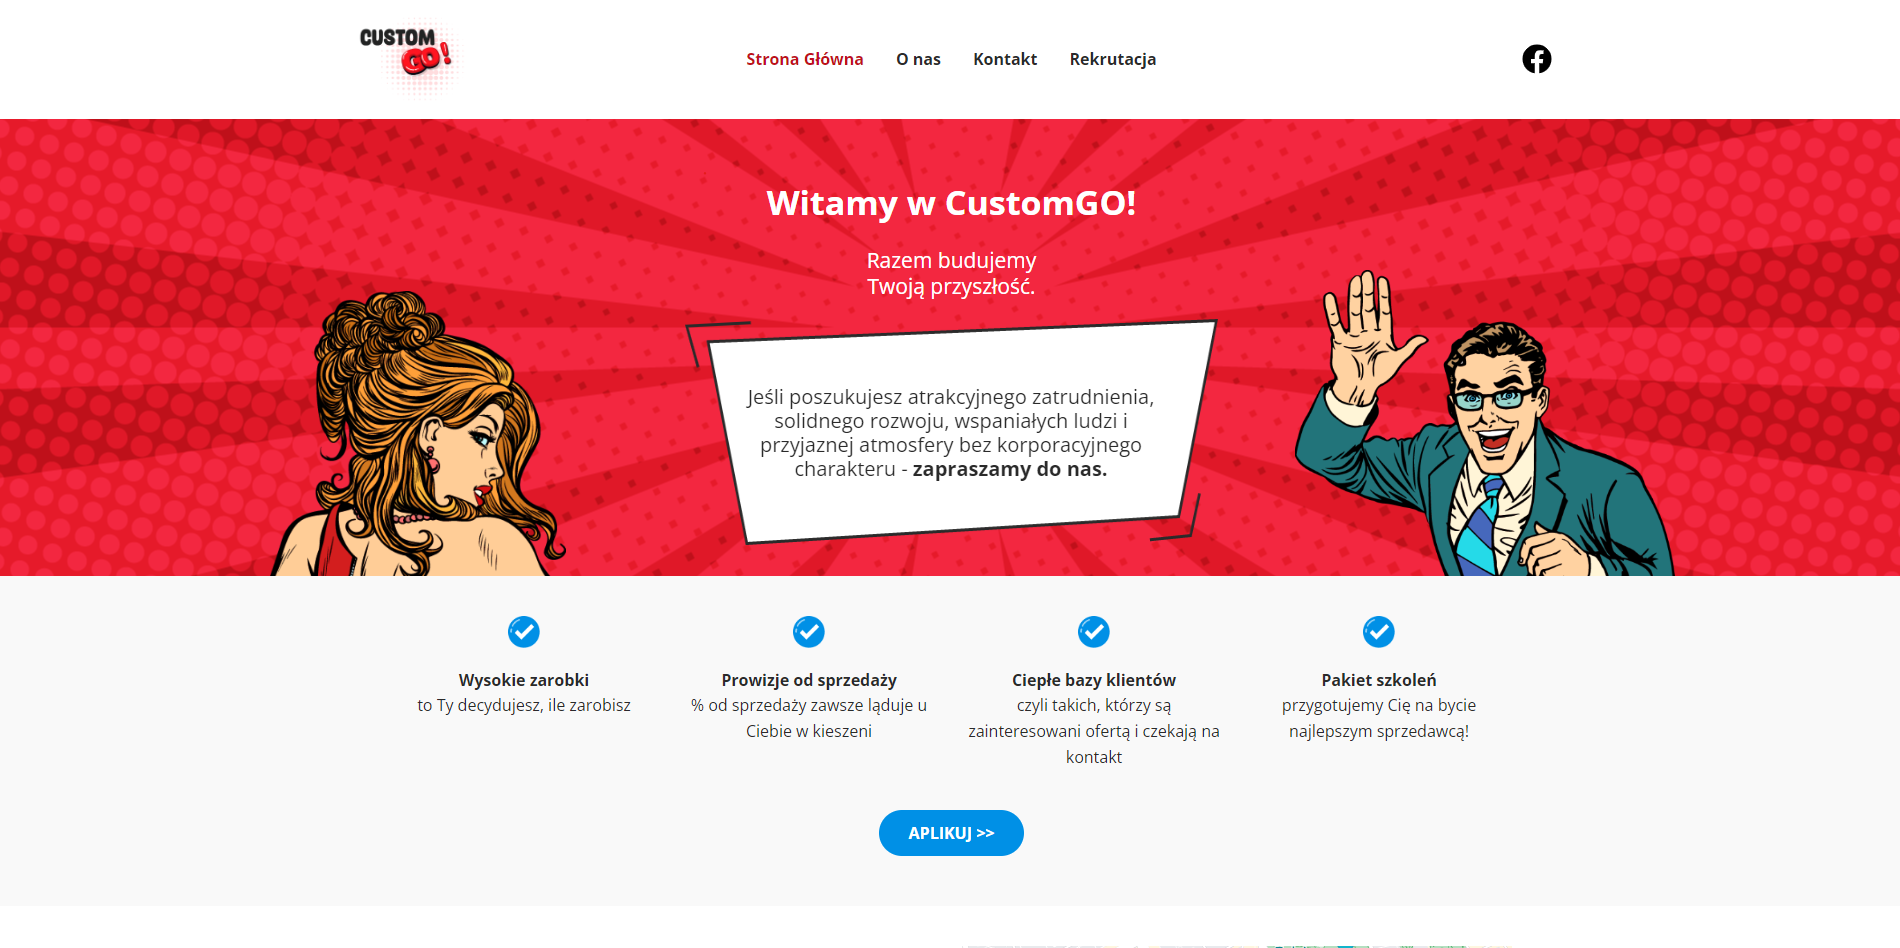 CUSTOM
GO!
Strona Główna
O nas
Kontakt
Rekrutacja
Witamy w CustomGO!
Razem budujemy
Twoją przyszłość.
Jeśli poszukujesz atrakcyjnego zatrudnienia,
solidnego rozwoju, wspaniałych ludzi i
przyjaznej atmosfery bez korporacyjnego
charakteru - zapraszamy do nas.
Wysokie zarobki
to Ty decydujesz, ile zarobisz
Prowizje od sprzedaży
% od sprzedaży zawsze ląduje u
Ciebie w kieszeni
Ciepłe bazy klientów
czyli takich, którzy są
zainteresowani ofertą i czekają na
kontakt
Pakiet szkoleń
przygotujemy Cię na bycie
najlepszym sprzedawcą!
APLIKUJ >>